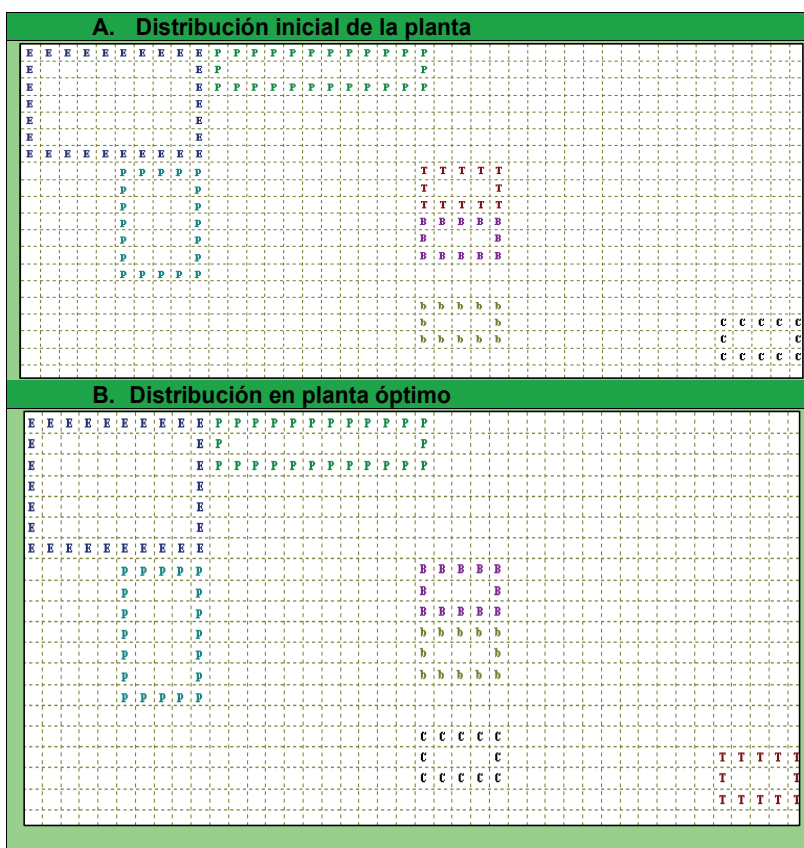 A. Distribución inicial de la planta
E E E E E E E E E E P P P P P P P P P P P P
E E P P
E E P P P P P P P P P P P P
E E
E E
E E
E E E E E E E E E E
p p p p p T T T T T
p p T T
p p T T T T T
p p B B B B B
p p B B
p p B B B B B
p p p p p
b b b b b
b b C C C C C
b b b b b C C
C C C C C
B. Distribución en planta óptimo
E E E E E E E E E E P P P P P P P P P P P P
E E P P
E E P P P P P P P P P P P P
E E
E E
E E
E E E E E E E E E E
p p p p p B B B B B
p p B B
p p B B B B B
p p b b b b b
p p b b
p p b b b b b
p p p p p
C C C C C
C C T T T T T
C C C C C T T
T T T T T